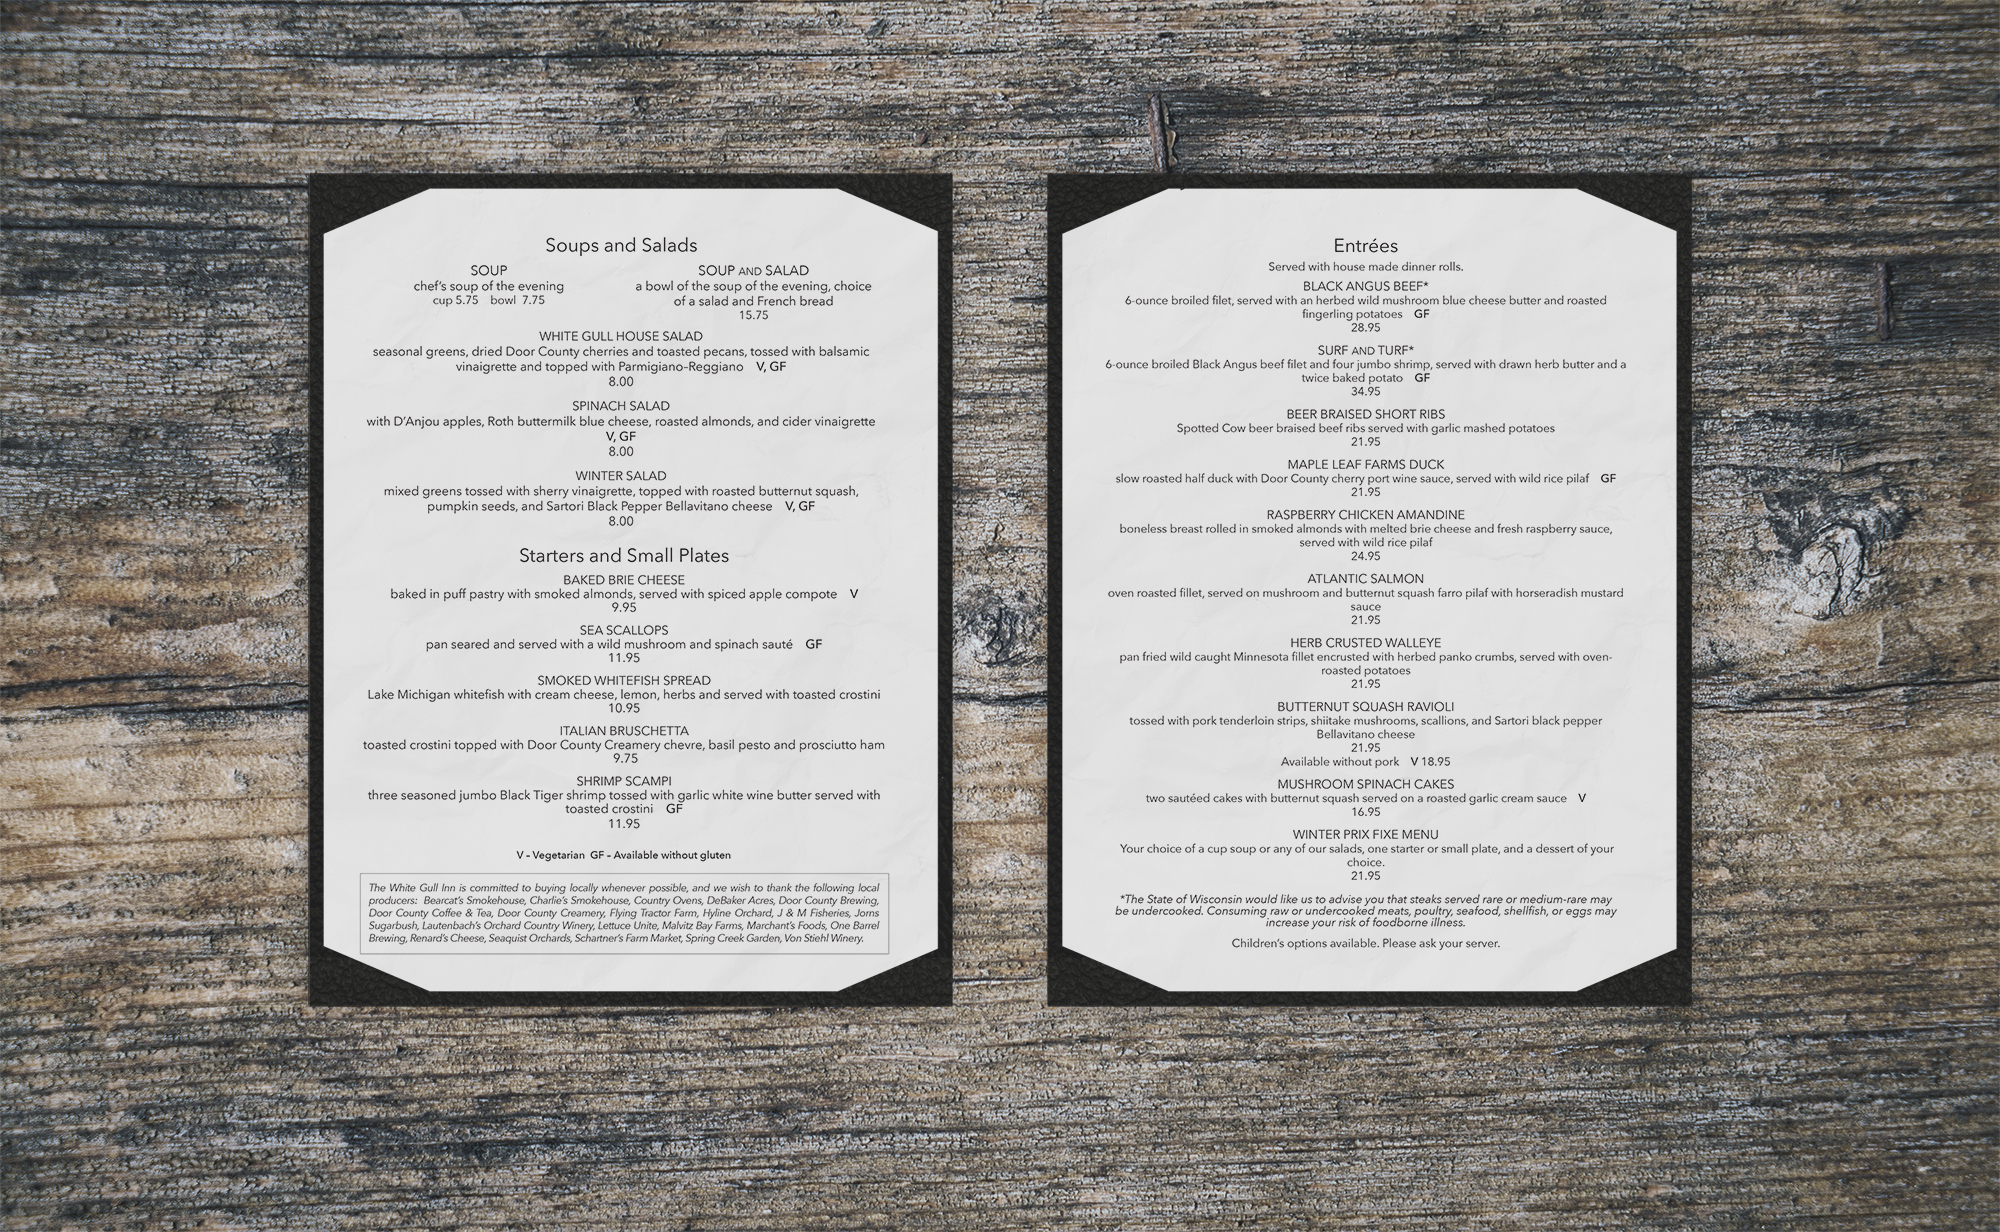 Soups and Salads
SOUP
chef's soup of the evening
cup 5.75 bowl 7.75
SOUP AND SALAD
a bowl of the soup of the evening, choice
of a salad and French bread
15.75
WHITE GULL HOUSE SALAD
seasonal greens, dried Door County cherries and toasted pecans, tossed with balsamic
vinaigrette and topped with Parmigiano-Reggiano V, GF
8.00
SPINACH SALAD
with D'Anjou apples, Roth buttermilk blue cheese, roasted almonds, and cider vinaigrette
V, GF
8.00
WINTER SALAD
mixed greens tossed with sherry vinaigrette, topped with roasted butternut squash,
pumpkin seeds, and Sartori Black Pepper Bellavitano cheese V, GF
8.00
Starters and Small Plates
BAKED BRIE CHEESE
baked in puff pastry with smoked almonds, served with spiced apple compote V
9.95
SEA SCALLOPS
pan seared and served with a wild mushroom and spinach sauté GF
11.95
SMOKED WHITEFISH SPREAD
Lake Michigan whitefish with cream cheese, lemon, herbs and served with toasted crostini
10.95
ITALIAN BRUSCHETTA
toasted crostini topped with Door County Creamery chevre, basil pesto and prosciutto ham
9.75
SHRIMP SCAMPI
three seasoned jumbo Black Tiger shrimp tossed with garlic white wine butter served with
toasted crostini GF
11.95
V – Vegetarian GF – Available without gluten
The White Gull Inn is committed to buying locally whenever possible, and we wish to thank the following local
producers: Bearcat's Smokehouse, Charlie's Smokehouse, Country Ovens, DeBaker Acres, Door County Brewing,
Door County Coffee & Tea, Door County Creamery, Flying Tractor Farm, Hyline Orchard, J & M Fisheries, Jorns
Sugarbush, Lautenbach's Orchard Country Winery, Lettuce Unite, Malvitz Bay Farms, Marchant's Foods, One Barrel
Brewing, Renard's Cheese, Seaquist Orchards, Schartner's Farm Market, Spring Creek Garden, Von Stiehl Winery.
Entrées
Served with house made dinner rolls.
BLACK ANGUS BEEF*
6-ounce broiled filet, served with an herbed wild mushroom blue cheese butter and roasted
fingerling potatoes GF
28.95
SURF AND TURF*
6-ounce broiled Black Angus beef filet and four jumbo shrimp, served with drawn herb butter and a
twice baked potato GF
34.95
BEER BRAISED SHORT RIBS
Spotted Cow beer braised beef ribs served with garlic mashed potatoes
21.95
MAPLE LEAF FARMS DUCK
slow roasted half duck with Door County cherry port wine sauce, served with wild rice pilaf GF
21.95
RASPBERRY CHICKEN AMANDINE
boneless breast rolled in smoked almonds with melted brie cheese and fresh raspberry sauce,
served with wild rice pilaf
24.95
ATLANTIC SALMON
oven roasted fillet, served on mushroom and butternut squash farro pilaf with horseradish mustard
sauce
21.95
HERB CRUSTED WALLEYE
pan fried wild caught Minnesota fillet encrusted with herbed panko crumbs, served with oven-
roasted potatoes
21.95
BUTTERNUT SQUASH RAVIOLI
tossed with pork tenderloin strips, shiitake mushrooms, scallions, and Sartori black pepper
Bellavitano cheese
21.95
Available without pork V 18.95
MUSHROOM SPINACH CAKES
two sautéed cakes with butternut squash served on a roasted garlic cream sauce V
16.95
WINTER PRIX FIXE MENU
Your choice of a cup soup or any of our salads, one starter or small plate, and a dessert of your
choice.
21.95
*The State of Wisconsin would like us to advise you that steaks served rare or medium-rare may
be undercooked. Consuming raw or undercooked meats, poultry, seafood, shellfish, or eggs may
increase your risk of foodborne illness.
Children's options available. Please ask your server.